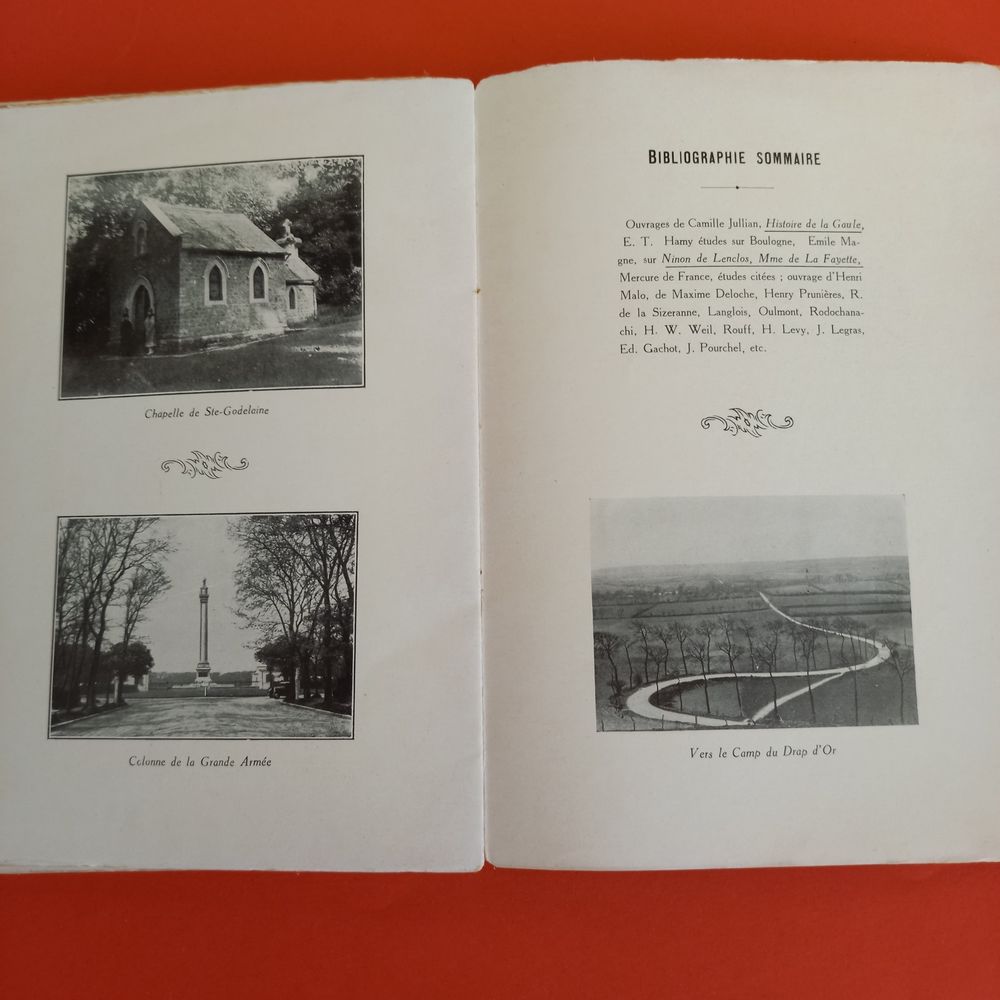 Chapelle de Ste-Godelaine
Colonne de la Grande Armée
BIBLIOGRAPHIE SOMMAIRE
Ouvrages de Camille Jullian, Histoire de la Gaule,
E. T. Hamy études sur Boulogne, Emile Ma-
gne, sur Ninon de Lenclos, Mme de La Fayette,
Mercure de France, études citées ; ouvrage d'Henri
Malo, de Maxime Deloche, Henry Prunières, R.
de la Sizeranne, Langlois, Oulmont, Rodochana-
chi, H. W. Weil, Rouff, H. Levy, J. Legras,
Ed. Gachot, J. Pourchel, etc.
Vers le Camp du Drap d'Or